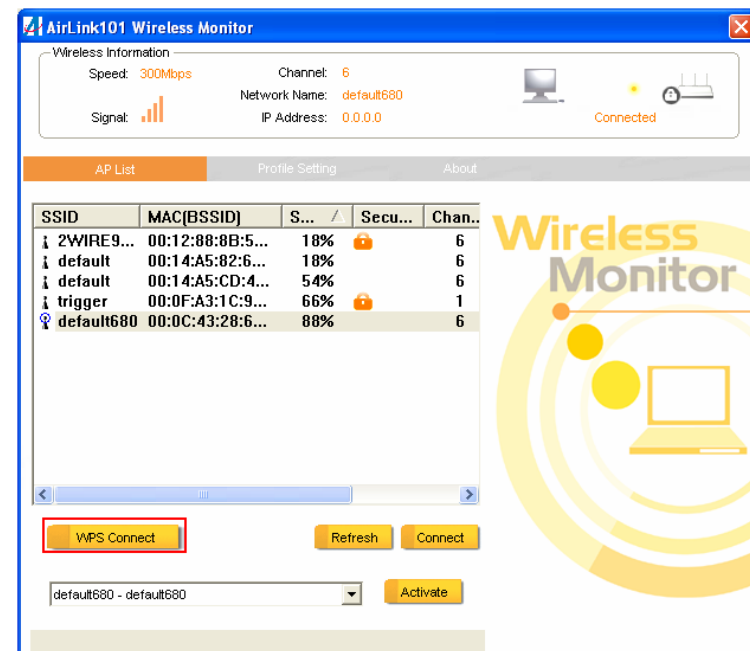 AirLink101 Wireless Monitor
Wireless Information
Speed: 300Mbps Channel: 6
Network Name: default680
Signal: IP Address: 0.0.0.0 Connected
AP List Profile Setting About
SSID MAC(BSSID) S... Secu... Chan..
2WIRE9... 00:12:88:8B:5... 18% 6
default 00:14:A5:82:6... 18% 6
default 00:14:A5:CD:4... 54% 6
trigger 00:0F:A3:1C:9... 66% 1
default680 00:0C:43:28:6... 88% 6
Wireless
Monitor
WPS Connect Refresh Connect
default680 - default680 Activate